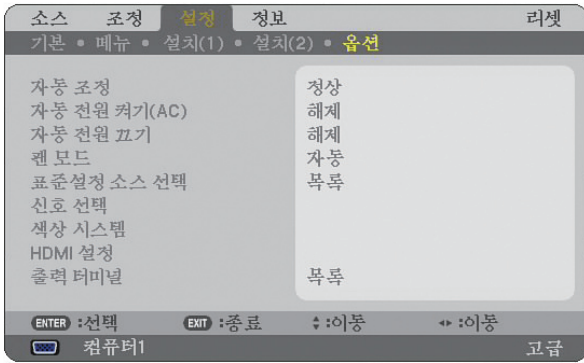 소스 조정 설정 정보 리셋
기본 • 메뉴 • 설치(1) • 설치(2) • 옵션
자동 조정 정상
자동 전원 켜기(AC) 해제
자동 전원 끄기 해제
팬 모드 자동
표준설정 소스 선택 목록
신호 선택
색상 시스템
HDMI 설정
출력 터미널 목록
ENTER :선택 EXIT :종료 :이동 :이동
컴퓨터1 고급